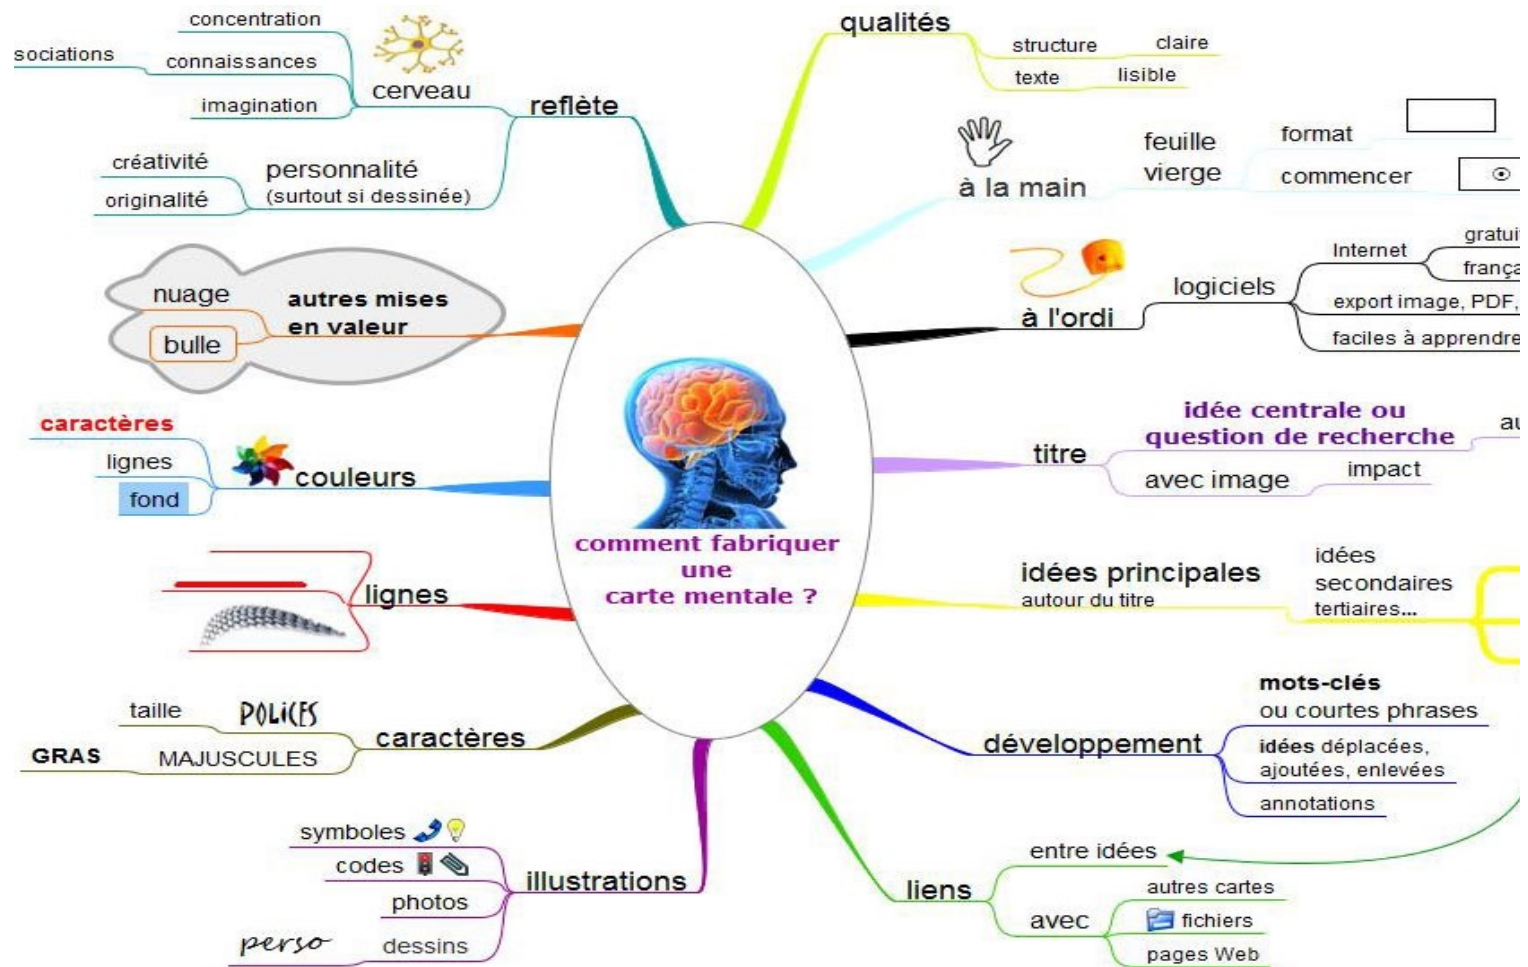 comment fabriquer
une
carte mentale ?
qualités
structure
claire
texte
lisible
à la main
feuille
vierge
format
commencer
à l'ordi
logiciels
Internet
gratuit
frança
export image, PDF,
faciles à apprendre
titre
idée centrale ou
question de recherche
au
avec image
impact
idées principales
autour du titre
idées
secondaires
tertiaires...
développement
mots-clés
ou courtes phrases
idées déplacées,
ajoutées, enlevées
annotations
liens
entre idées
avec
autres cartes
fichiers
pages Web
illustrations
symboles
codes
photos
dessins
perso
caractères
POLICES
taille
MAJUSCULES
GRAS
lignes
couleurs
caractères
lignes
fond
autres mises
en valeur
nuage
bulle
reflète
cerveau
concentration
connaissances
sociations
imagination
personnalité
(surtout si dessinée)
créativité
originalité